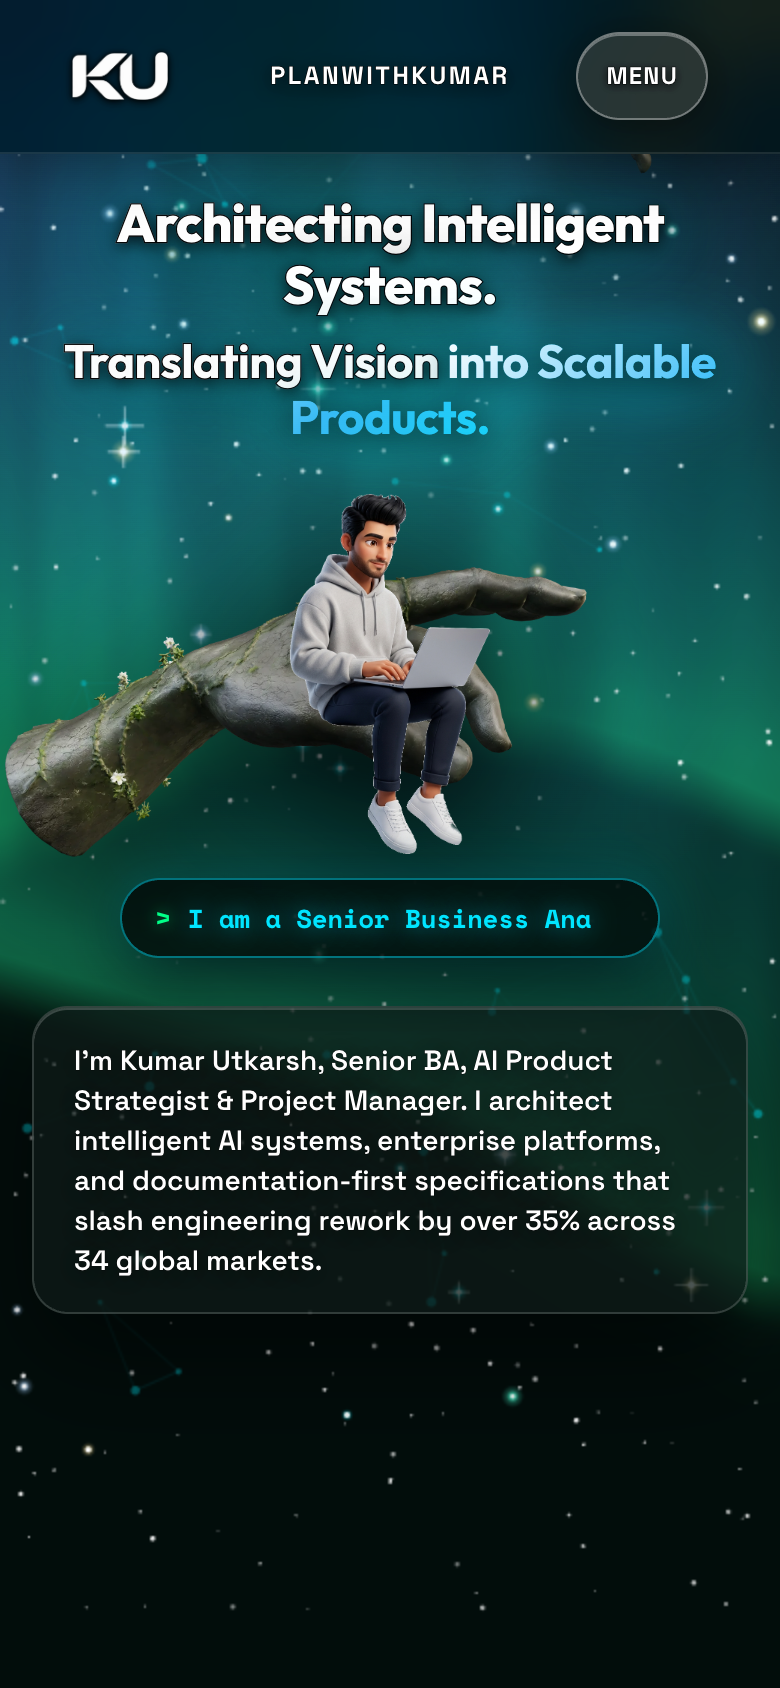 KU
PLANWITHKUMAR
MENU
Architecting Intelligent
Systems.
Translating Vision into Scalable
Products.
> I am a Senior Business Ana
I'm Kumar Utkarsh, Senior BA, AI Product
Strategist & Project Manager. I architect
intelligent AI systems, enterprise platforms,
and documentation-first specifications that
slash engineering rework by over 35% across
34 global markets.